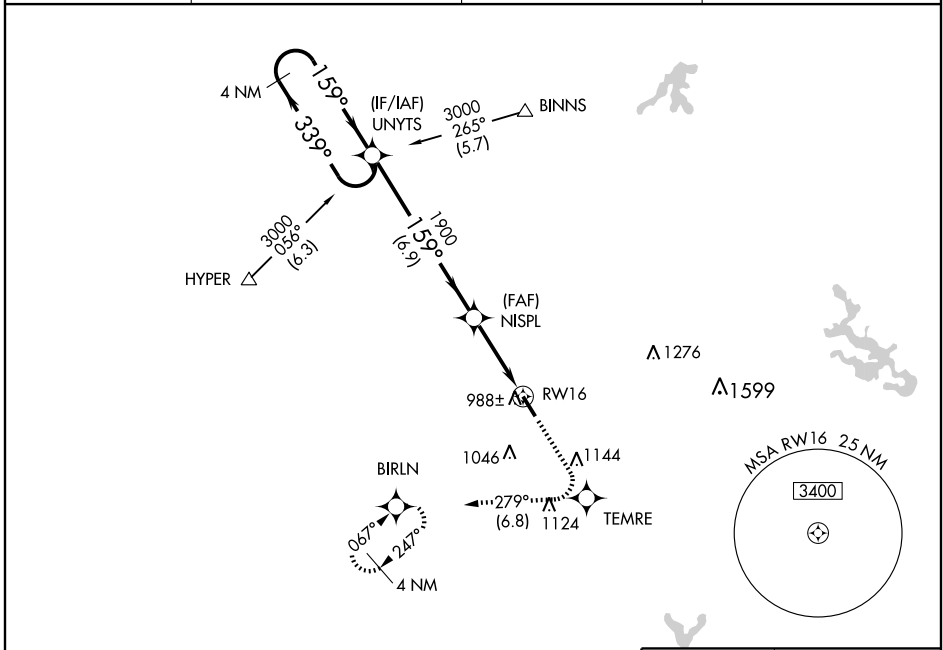 4 NM
159°
339°
(IF/IAF)
UNYTS
3000
265°
(5.7)
BINNS
3000
056°
(6.3)
HYPER
1900
159°
(6.9)
(FAF)
NISPL
1276
1599
988±
RW16
1046
1144
BIRLN
279°
(6.8)
1124
TEMRE
067°
247°
4 NM
MSA RW16 25 NM
3400